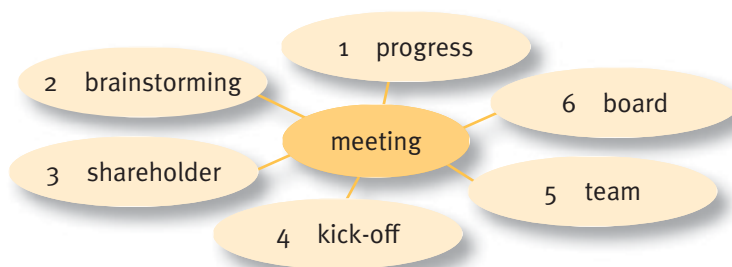 1 progress
2 brainstorming
6 board
meeting
3 shareholder
5 team
4 kick-off